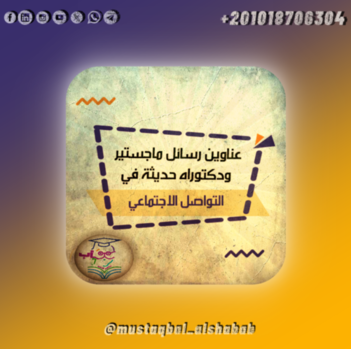 +201018706304
عناوين رسائل ماجستير
ودكتوراه حديثة في
التواصل الاجتماعي
@mustaqbal_alshabab